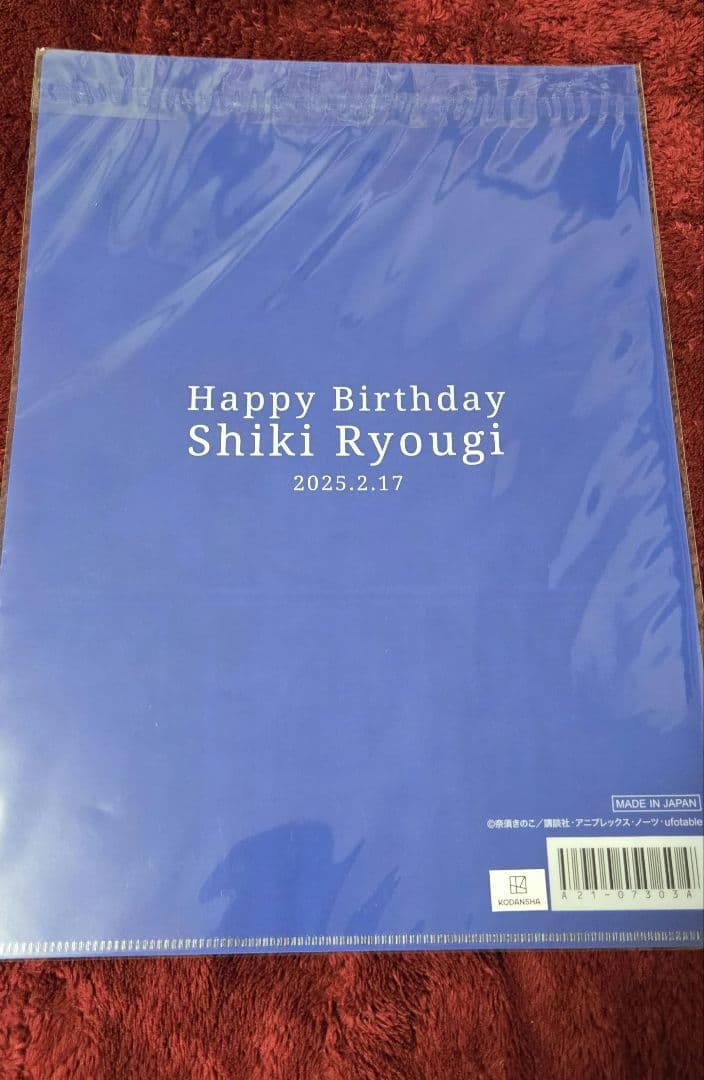 Happy Birthday
Shiki Ryougi
2025.2.17
MADE IN JAPAN
©奈須きのこ／講談社・アニプレックス・ノーツ・ufotable
KODANSHA
A21-07303A